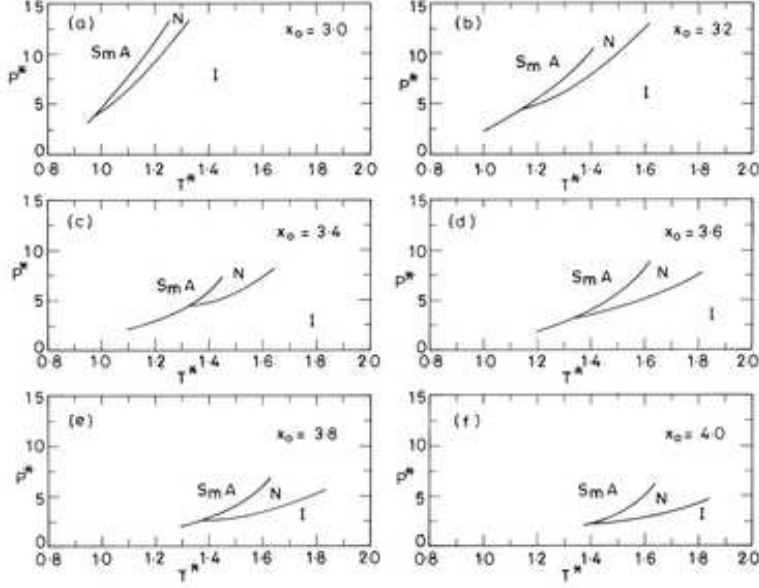 (a)
15
10
5
0
P*
SmA
N
x₀ = 3·0
I
0·8 1·0 1·2 1·4 1·6 1·8 2·0
T*
(b)
15
10
5
0
P*
SmA
N
x₀ = 3·2
I
0·8 1·0 1·2 1·4 1·6 1·8 2·0
T*
(c)
15
10
5
0
P*
SmA
N
x₀ = 3·4
I
0·8 1·0 1·2 1·4 1·6 1·8 2·0
T*
(d)
15
10
5
0
P*
SmA
N
x₀ = 3·6
I
0·8 1·0 1·2 1·4 1·6 1·8 2·0
T*
(e)
15
10
5
0
P*
SmA
N
x₀ = 3·8
I
0·8 1·0 1·2 1·4 1·6 1·8 2·0
T*
(f)
15
10
5
0
P*
SmA
N
x₀ = 4·0
I
0·8 1·0 1·2 1·4 1·6 1·8 2·0
T*